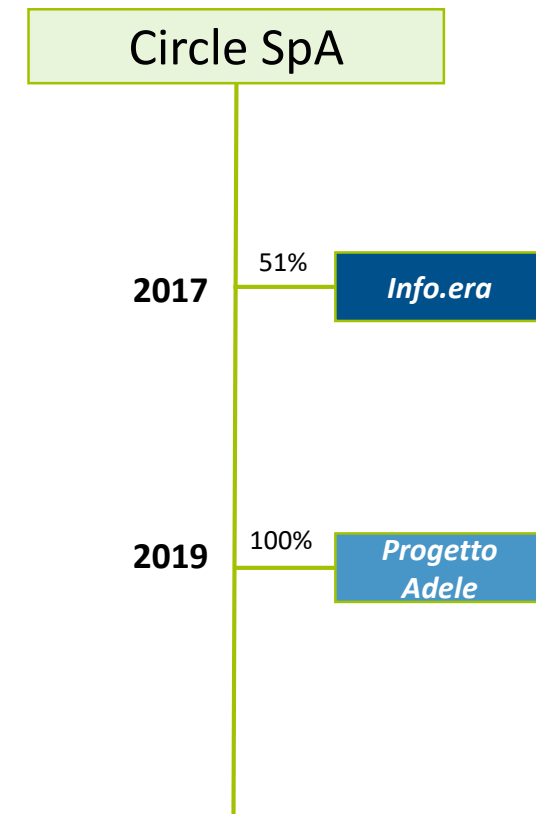 Circle SpA
51%
2017
Info.era
100%
2019
Progetto
Adele